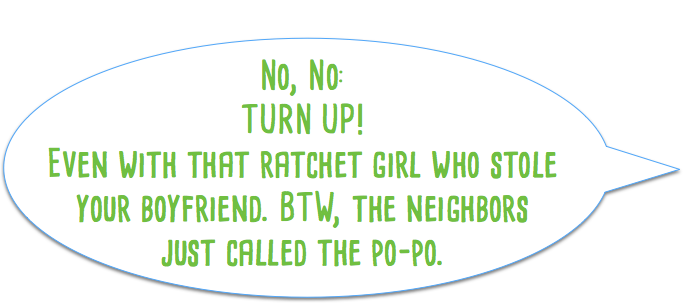 No, No:
TURN UP!
Even with that ratchet girl who stole
your boyfriend. BTW, the neighbors
just called the po-po.